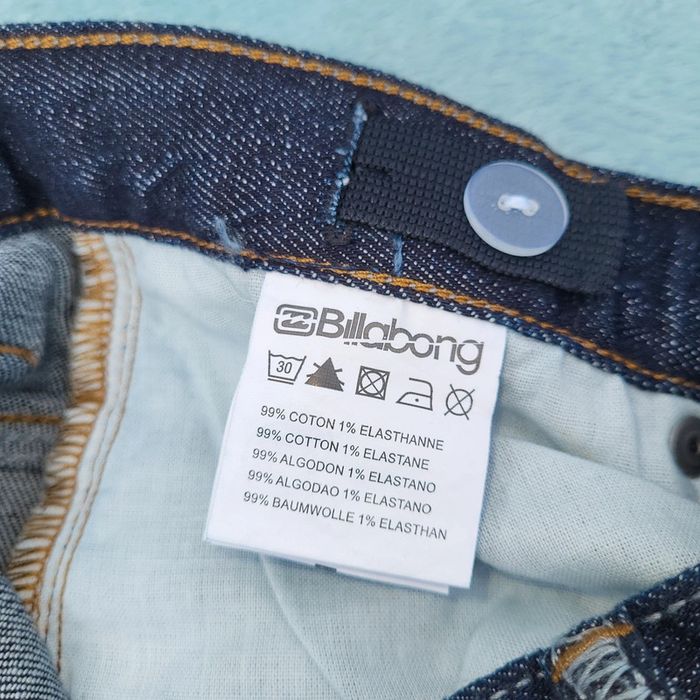 Billabong
30
99% COTON 1% ELASTHANNE
99% COTTON 1% ELASTANE
99% ALGODON 1% ELASTANO
99% ALGODAO 1% ELASTANO
99% BAUMWOLLE 1% ELASTHAN